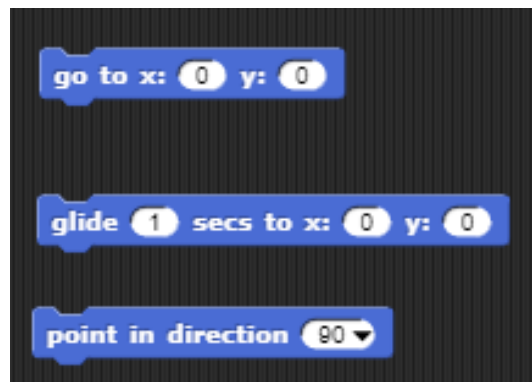 go to x: 0 y: 0
glide 1 secs to x: 0 y: 0
point in direction 90